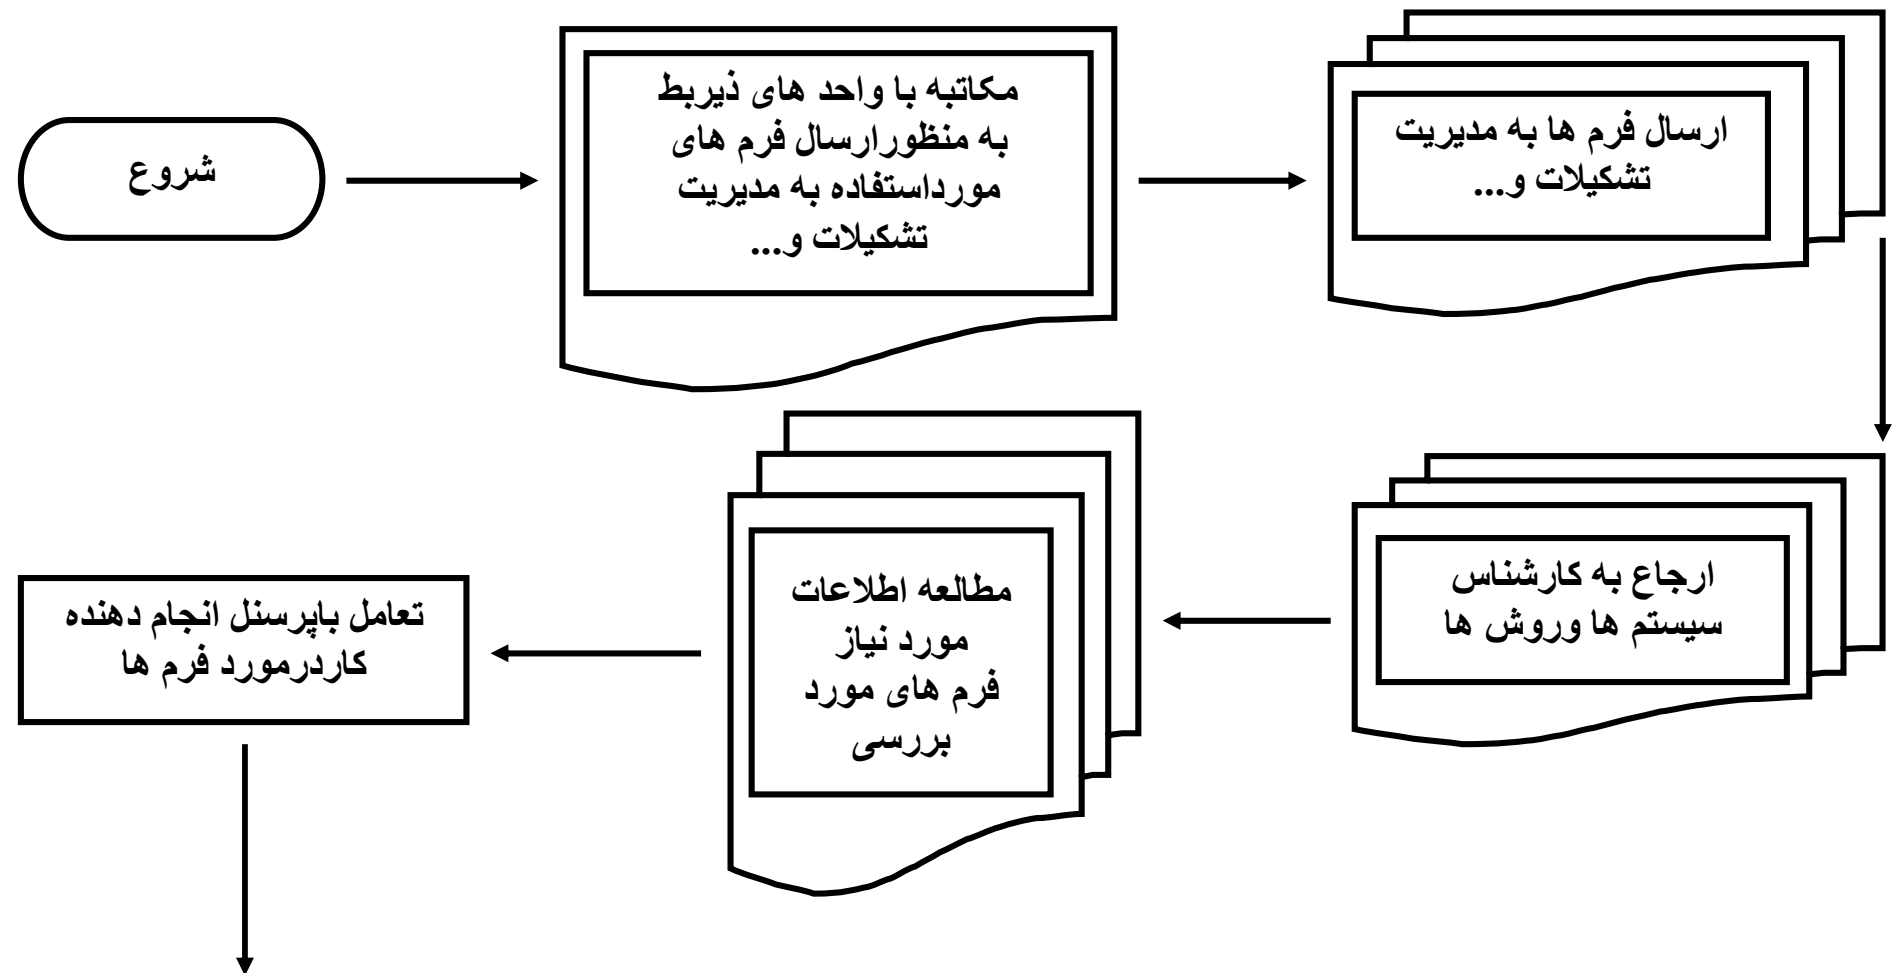 شروع
مکاتبه با واحد های ذیربط
به منظورارسال فرم های
مورداستفاده به مدیریت
تشکیلات و...
ارسال فرم ها به مدیریت
تشکیلات و...
ارجاع به کارشناس
سیستم ها وروش ها
مطالعه اطلاعات
مورد نیاز
فرم های مورد
بررسی
تعامل باپرسنل انجام دهنده
کاردرمورد فرم ها